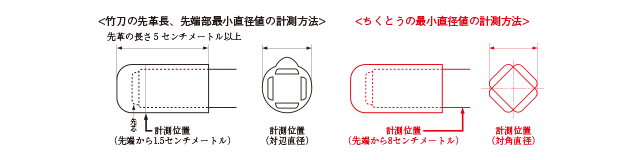 <竹刀の先革長、先端部最小直径値の計測方法>
先革の長さ5センチメートル以上
先芯
計測位置
(先端から1.5センチメートル)
計測位置
(対辺直径)
<ちくとうの最小直径値の計測方法>
計測位置
(先端から8センチメートル)
計測位置
(対角直径)